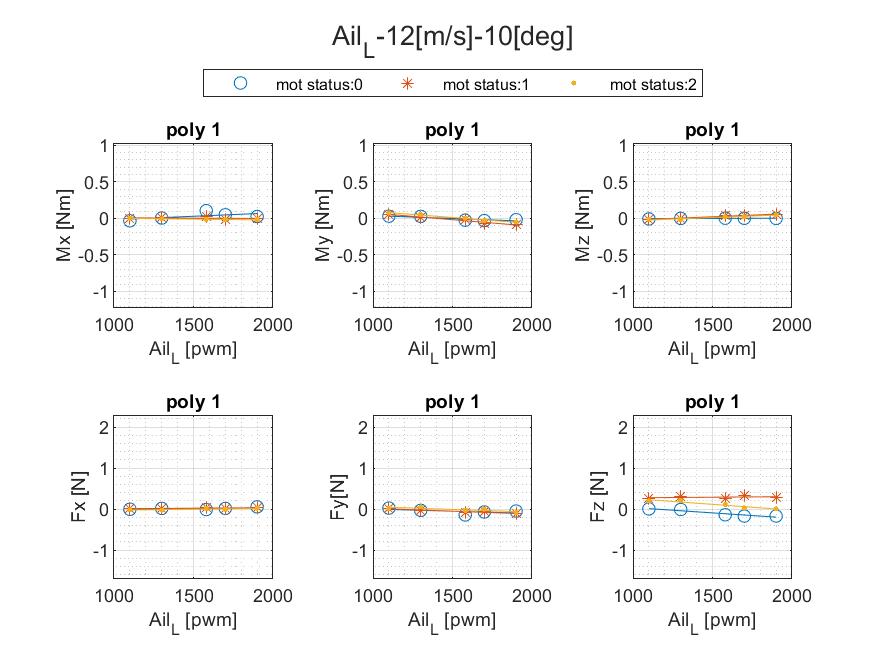 Ail_L-12[m/s]-10[deg]
mot status:0 mot status:1 mot status:2
poly 1 poly 1 poly 1
1 1 1
0.5 0.5 0.5
Mx [Nm] 0 My [Nm] 0 Mz [Nm] 0
-0.5 -0.5 -0.5
-1 -1 -1
1000 1500 2000 1000 1500 2000 1000 1500 2000
Ail_L [pwm] Ail_L [pwm] Ail_L [pwm]
poly 1 poly 1 poly 1
2 2 2
1 1 1
Fx [N] 0 Fy[N] 0 Fz [N] 0
-1 -1 -1
1000 1500 2000 1000 1500 2000 1000 1500 2000
Ail_L [pwm] Ail_L [pwm] Ail_L [pwm]